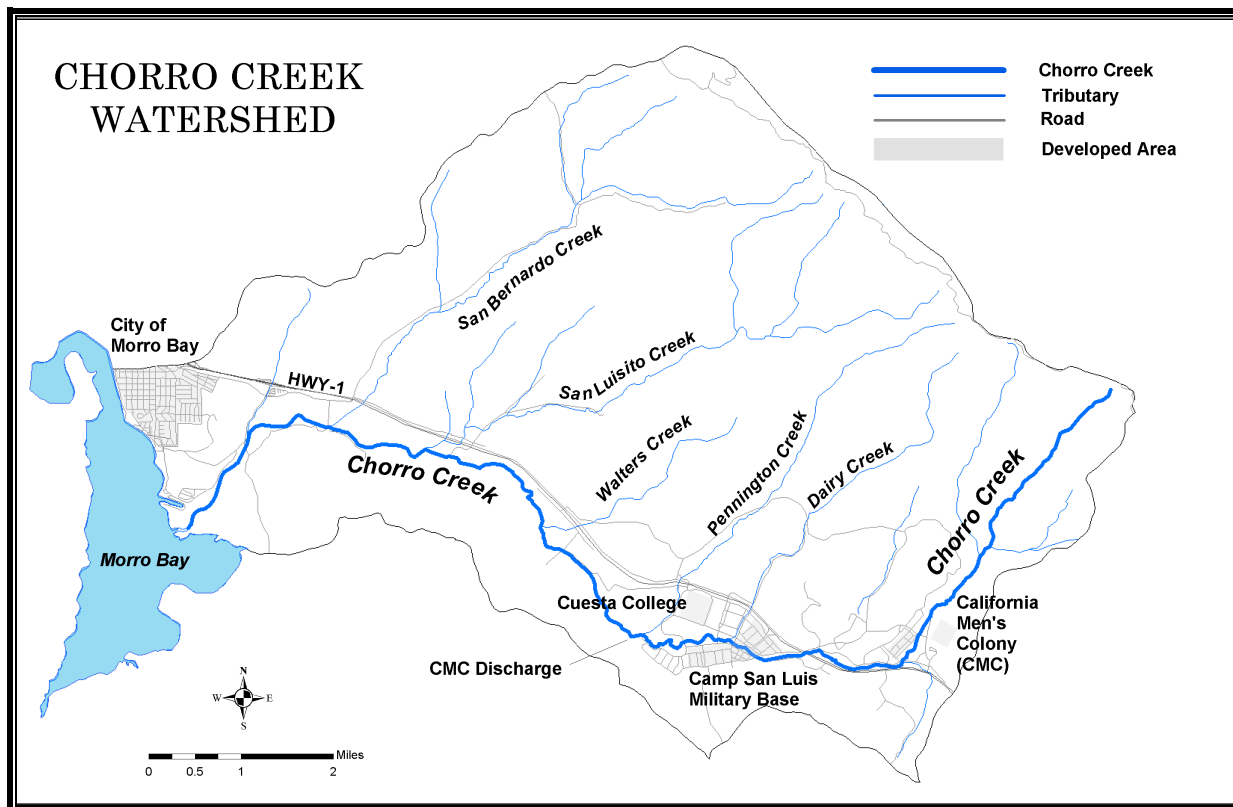 CHORRO CREEK
WATERSHED
Chorro Creek
Tributary
Road
Developed Area
San Bernardo Creek
City of
Morro Bay
HWY-1
San Luisito Creek
Chorro Creek
Walters Creek
Pennington Creek
Dairy Creek
Chorro Creek
Morro Bay
Cuesta College
California
Men's
Colony
(CMC)
CMC Discharge
Camp San Luis
Military Base
N
W E
S
Miles
0 0.5 1 2